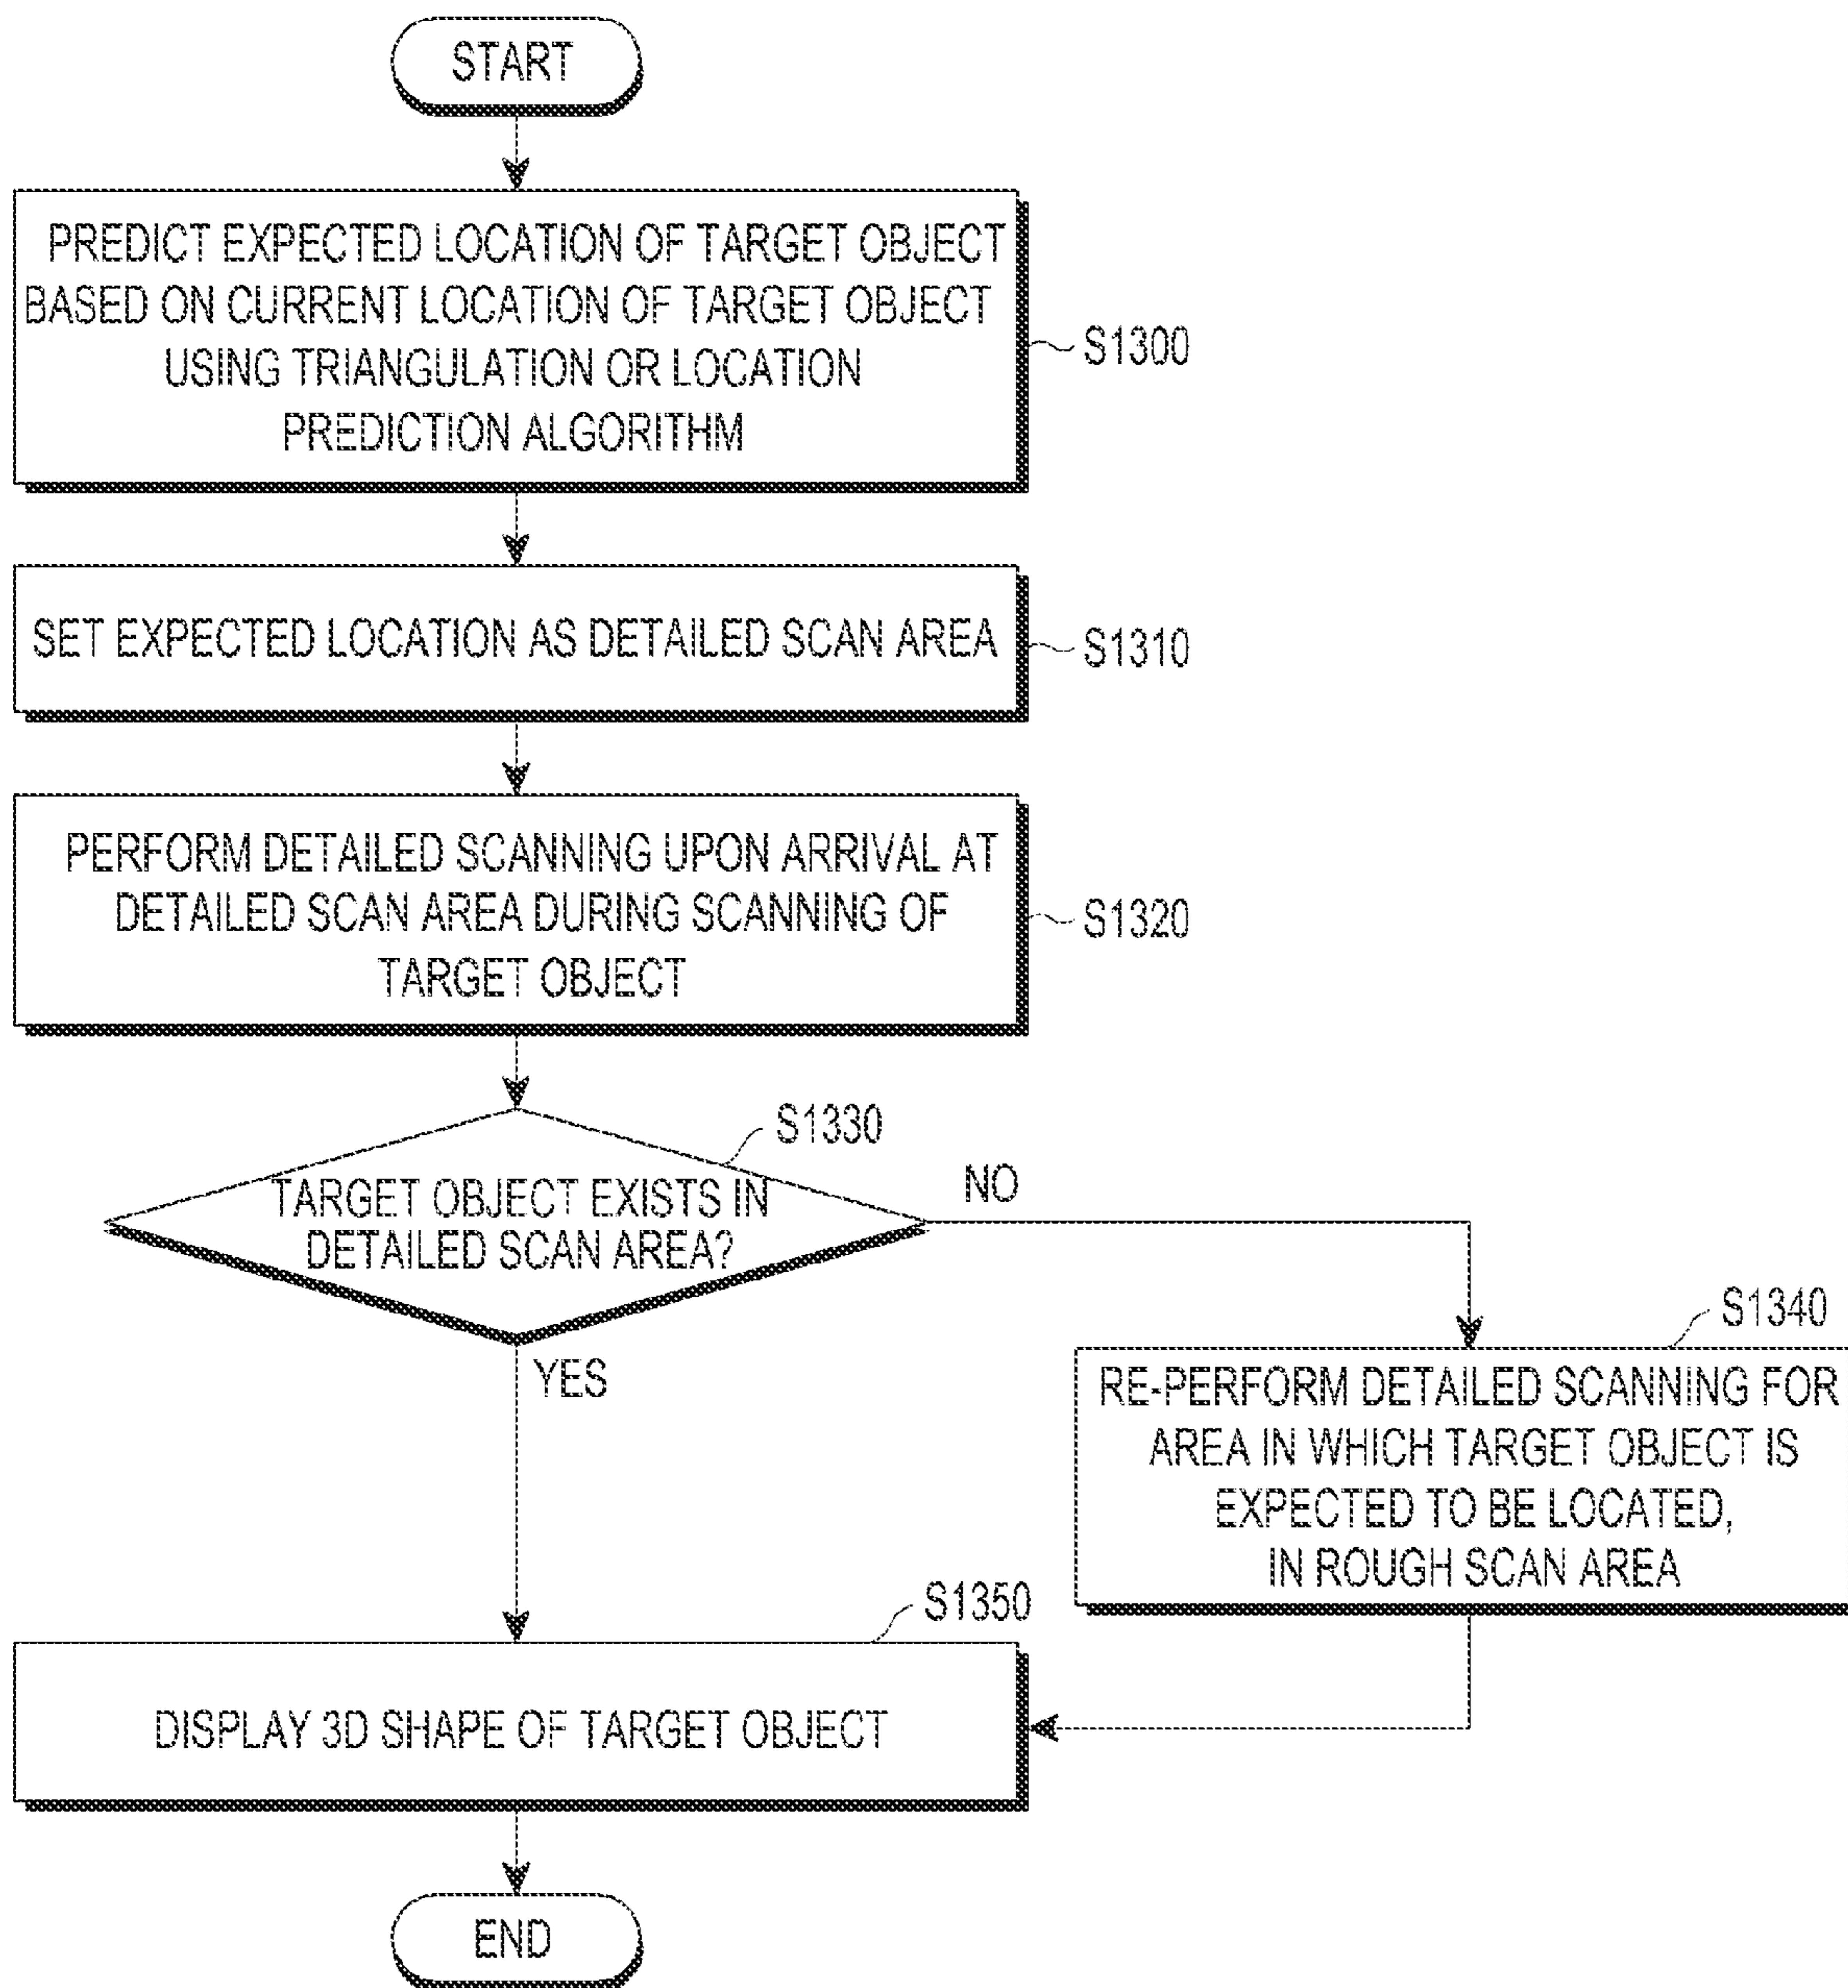 START
PREDICT EXPECTED LOCATION OF TARGET OBJECT
BASED ON CURRENT LOCATION OF TARGET OBJECT
USING TRIANGULATION OR LOCATION
PREDICTION ALGORITHM
S1300
SET EXPECTED LOCATION AS DETAILED SCAN AREA
S1310
PERFORM DETAILED SCANNING UPON ARRIVAL AT
DETAILED SCAN AREA DURING SCANNING OF
TARGET OBJECT
S1320
S1330
TARGET OBJECT EXISTS IN
DETAILED SCAN AREA?
NO
YES
S1340
RE-PERFORM DETAILED SCANNING FOR
AREA IN WHICH TARGET OBJECT IS
EXPECTED TO BE LOCATED,
IN ROUGH SCAN AREA
S1350
DISPLAY 3D SHAPE OF TARGET OBJECT
END